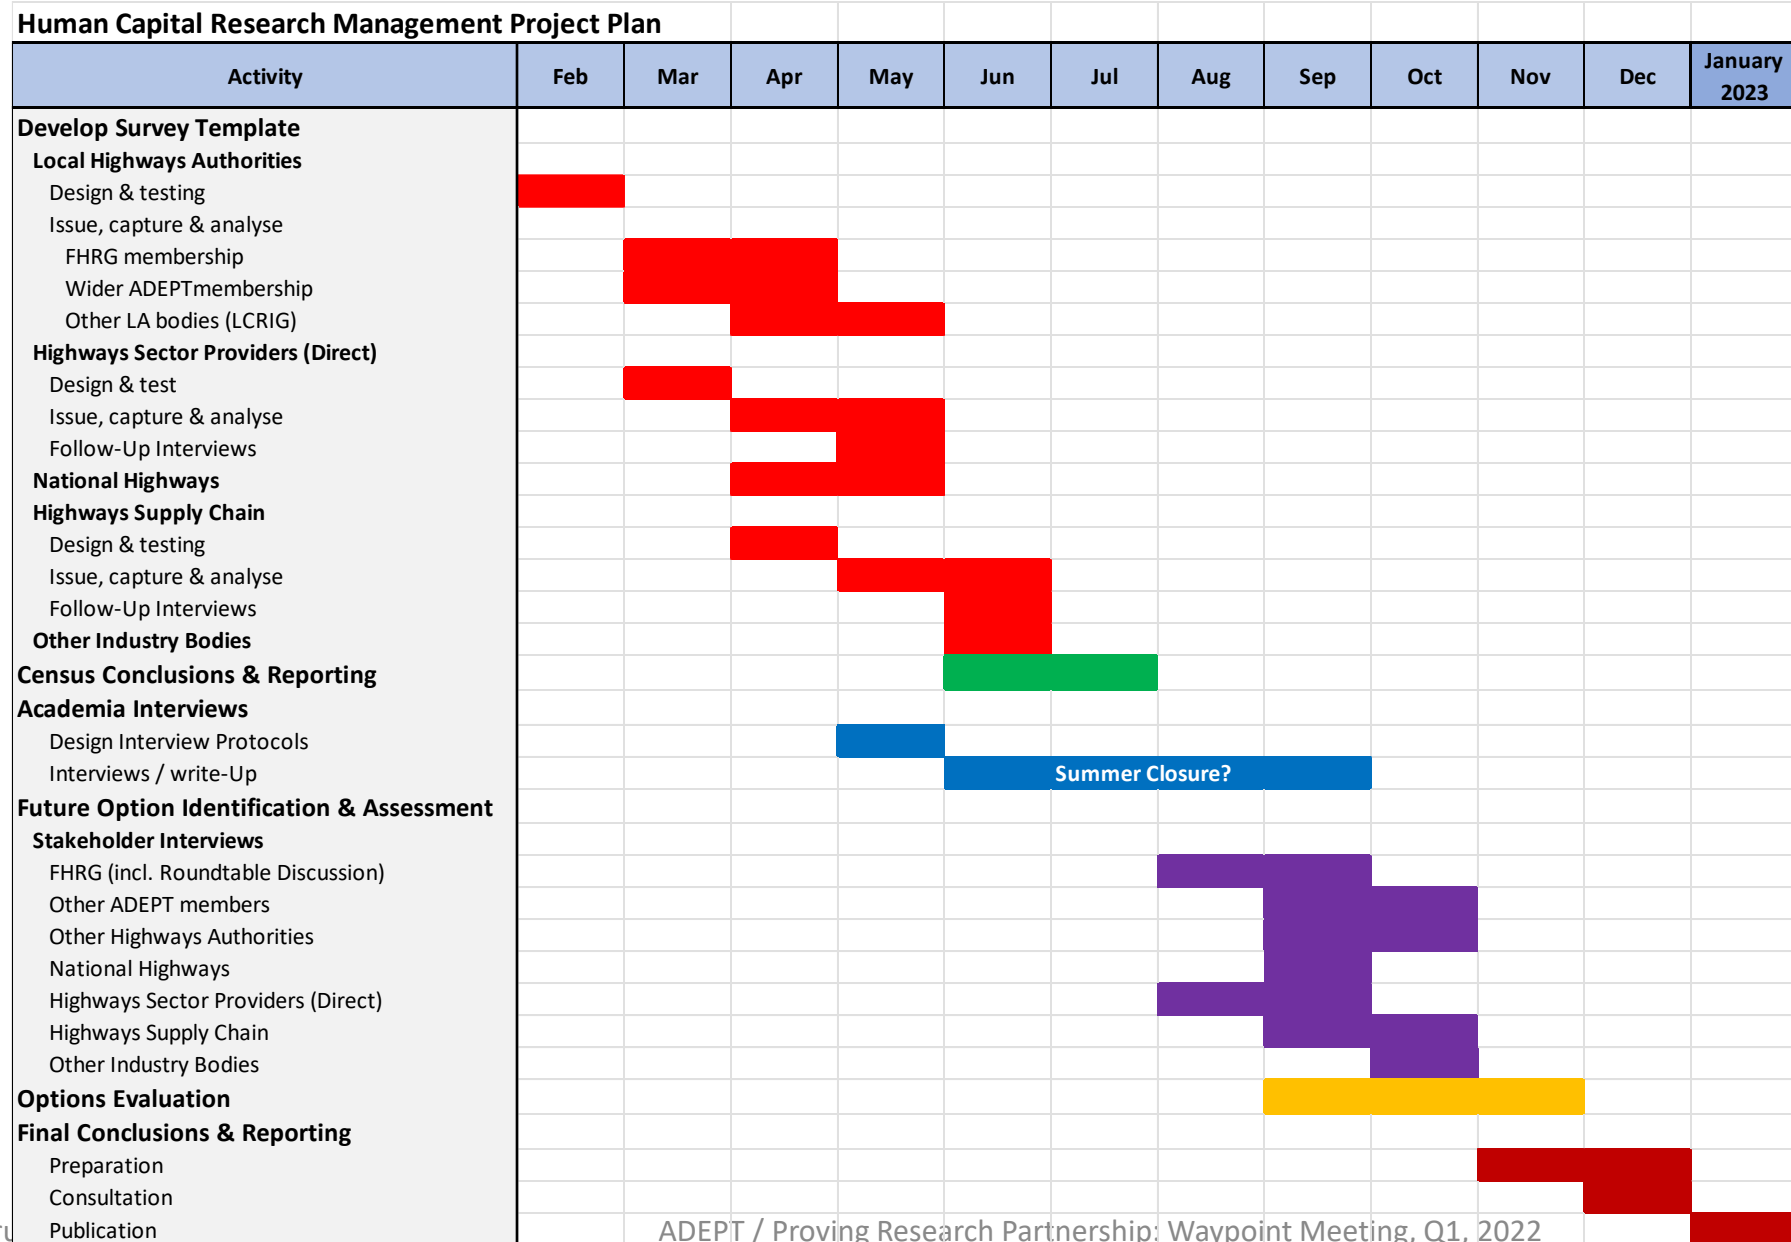 Human Capital Research Management Project Plan
Activity Feb Mar Apr May Jun Jul Aug Sep Oct Nov Dec January 2023
Develop Survey Template
Local Highways Authorities
Design & testing
Issue, capture & analyse
FHRG membership
Wider ADEPTmembership
Other LA bodies (LCRIG)
Highways Sector Providers (Direct)
Design & test
Issue, capture & analyse
Follow-Up Interviews
National Highways
Highways Supply Chain
Design & testing
Issue, capture & analyse
Follow-Up Interviews
Other Industry Bodies
Census Conclusions & Reporting
Academia Interviews
Design Interview Protocols
Interviews / write-Up Summer Closure?
Future Option Identification & Assessment
Stakeholder Interviews
FHRG (incl. Roundtable Discussion)
Other ADEPT members
Other Highways Authorities
National Highways
Highways Sector Providers (Direct)
Highways Supply Chain
Other Industry Bodies
Options Evaluation
Final Conclusions & Reporting
Preparation
Consultation
Publication
ADEPT / Proving Research Partnership: Waypoint Meeting, Q1, 2022